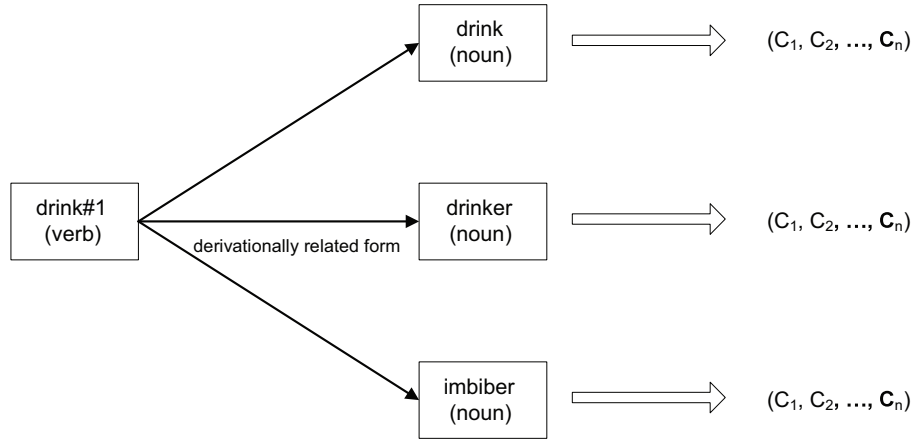 drink
(noun)
(C₁, C₂, …, Cₙ)
drink#1
(verb)
derivationally related form
drinker
(noun)
(C₁, C₂, …, Cₙ)
imbiber
(noun)
(C₁, C₂, …, Cₙ)